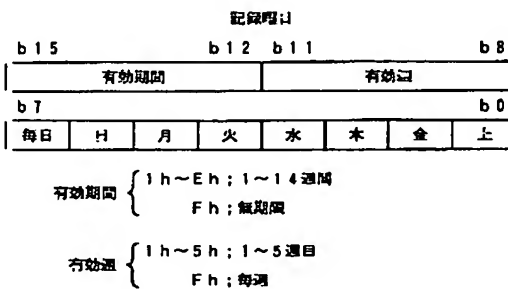 記録曜日
b15 b12 b11 b8
有効期間 有効週
b7 b0
毎日 日 月 火 水 木 金 土
有効期間 1h~Eh;1~14週間
Fh;無期限
有効週 1h~5h;1~5週目
Fh;毎週